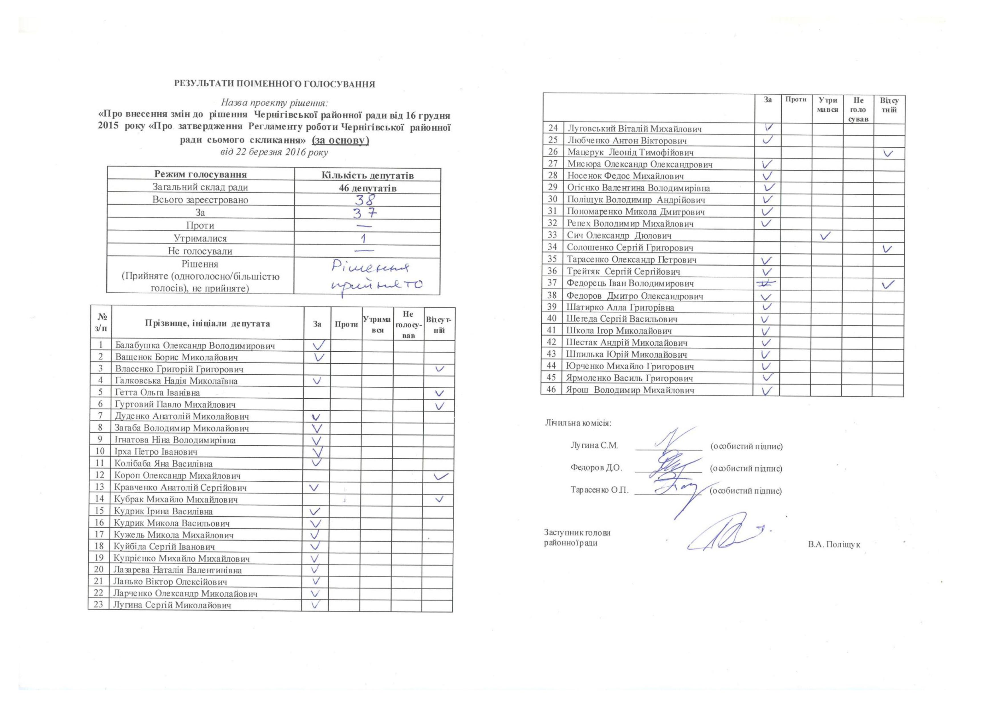 РЕЗУЛЬТАТИ ПОІМЕННОГО ГОЛОСУВАННЯ
Назва проекту рішення:
«Про внесення змін до рішення Чернігівської районної ради від 16 грудня
2015 року «Про затвердження Регламенту роботи Чернігівської районної
ради сьомого скликання» (за основу)
від 22 березня 2016 року
Режим голосування Кількість депутатів
Загальний склад ради 46 депутатів
Всього зареєстровано 38
За 37
Проти —
Утрималися 1
Не голосували —
Рішення
(Прийняте (одноголосно/більшістю
голосів), не прийняте)
Рішення
прийнято
№
з/п
Прізвище, ініціали депутата
За
Проти
Утрима
вся
Не
голосу-
вав
Відсут-
ній
1 Балабушка Олександр Володимирович V
2 Ващенок Борис Миколайович V
3 Власенко Григорій Григорович V
4 Галковська Надія Миколаївна V
5 Гетта Ольга Іванівна V
6 Гуртовий Павло Михайлович V
7 Дуденко Анатолій Миколайович V
8 Загаба Володимир Миколайович V
9 Ігнатова Ніна Володимирівна V
10 Ірха Петро Іванович V
11 Колібаба Яна Василівна V
12 Короп Олександр Михайлович V
13 Кравченко Анатолій Сергійович V
14 Кубрак Михайло Михайлович V
15 Кудрик Ірина Василівна V
16 Кудрик Микола Васильович V
17 Кужель Микола Михайлович V
18 Куйбіда Сергій Іванович V
19 Купрієнко Михайло Михайлович V
20 Лазарева Наталія Валентинівна V
21 Ланько Віктор Олексійович V
22 Ларченко Олександр Миколайович V
23 Лугина Сергій Миколайович V
За
Проти
Утри
мався
Не
голо
сував
Відсу
тній
24 Луговський Віталій Михайлович V
25 Любченко Антон Вікторович V
26 Мацерук Леонід Тимофійович V
27 Мисюра Олександр Олександрович V
28 Носенок Федос Михайлович V
29 Огієнко Валентина Володимирівна V
30 Поліщук Володимир Андрійович V
31 Пономаренко Микола Дмитрович V
32 Репех Володимир Михайлович V
33 Сич Олександр Дюлович V
34 Солошенко Сергій Григорович V
35 Тарасенко Олександр Петрович V
36 Трейтяк Сергій Сергійович V
37 Федорець Іван Володимирович V V
38 Федоров Дмитро Олександрович V
39 Шатирко Алла Григорівна V
40 Шегеда Сергій Васильович V
41 Школа Ігор Миколайович V
42 Шестак Андрій Миколайович V
43 Шпилька Юрій Миколайович V
44 Юрченко Михайло Григорович V
45 Ярмоленко Василь Григорович V
46 Ярош Володимир Михайлович V
Лічильна комісія:
Лугина С.М. (особистий підпис)
Федоров Д.О. (особистий підпис)
Тарасенко О.П. (особистий підпис)
Заступник голови
районної ради
В.А. Поліщук